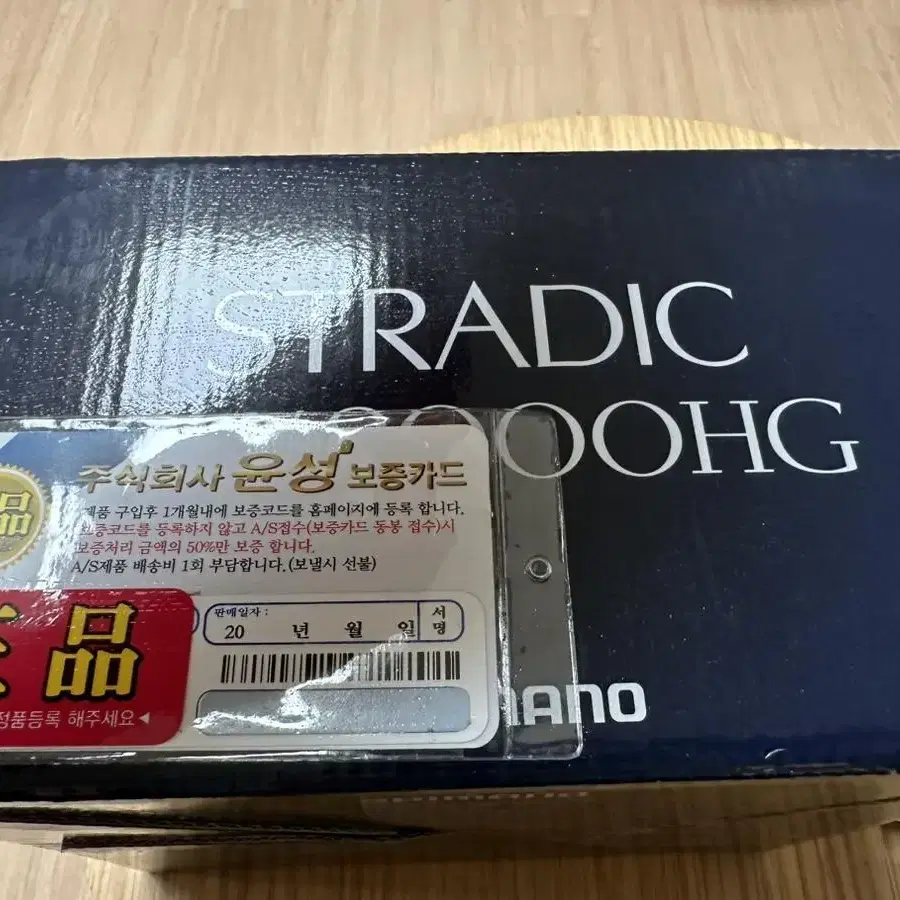 STRADIC
000HG
주식회사 윤성 보증카드
제품 구입후 1개월내에 보증코드를 홈페이지에 등록 합니다.
보증코드를 등록하지 않고 A/S접수(보증카드 동봉 접수)시
보증처리 금액의 50%만 보증 합니다.
A/S제품 배송비 1회 부담합니다.(보낼시 선불)
品
판매일자 :
20 년 월 일
서명
品
정품등록 해주세요◀